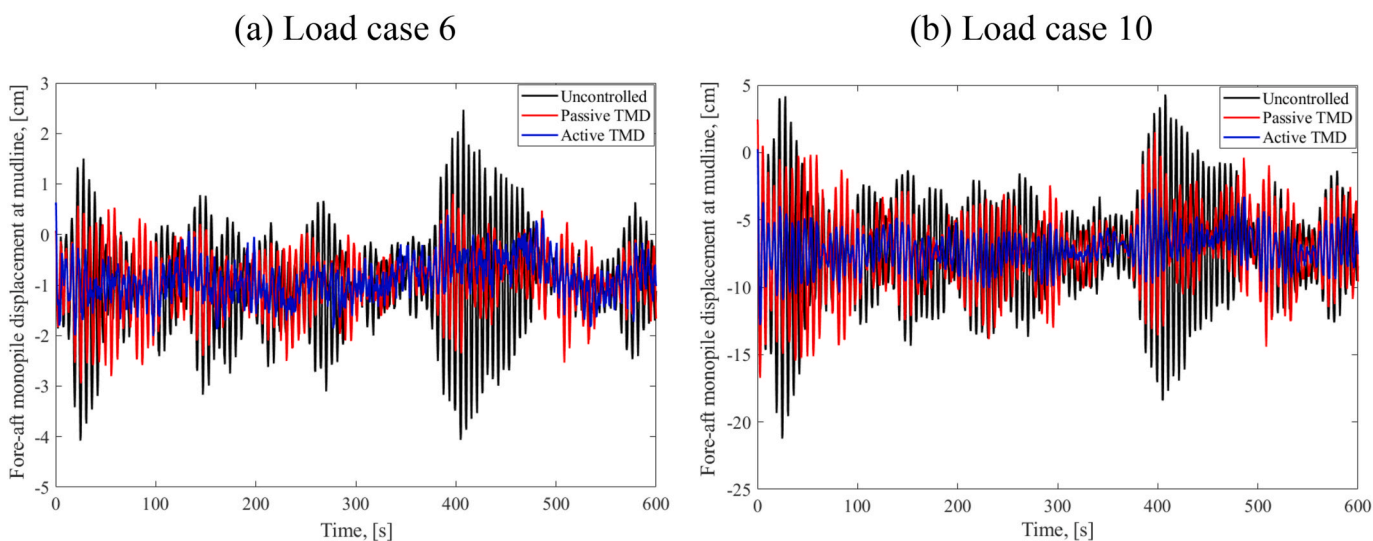 (a) Load case 6
Fore-aft monopile displacement at mudline, [cm]
3
2
1
0
-1
-2
-3
-4
-5
Uncontrolled
Passive TMD
Active TMD
0
100
200
300
400
500
600
Time, [s]
(b) Load case 10
Fore-aft monopile displacement at mudline, [cm]
5
0
-5
-10
-15
-20
-25
Uncontrolled
Passive TMD
Active TMD
0
100
200
300
400
500
600
Time, [s]